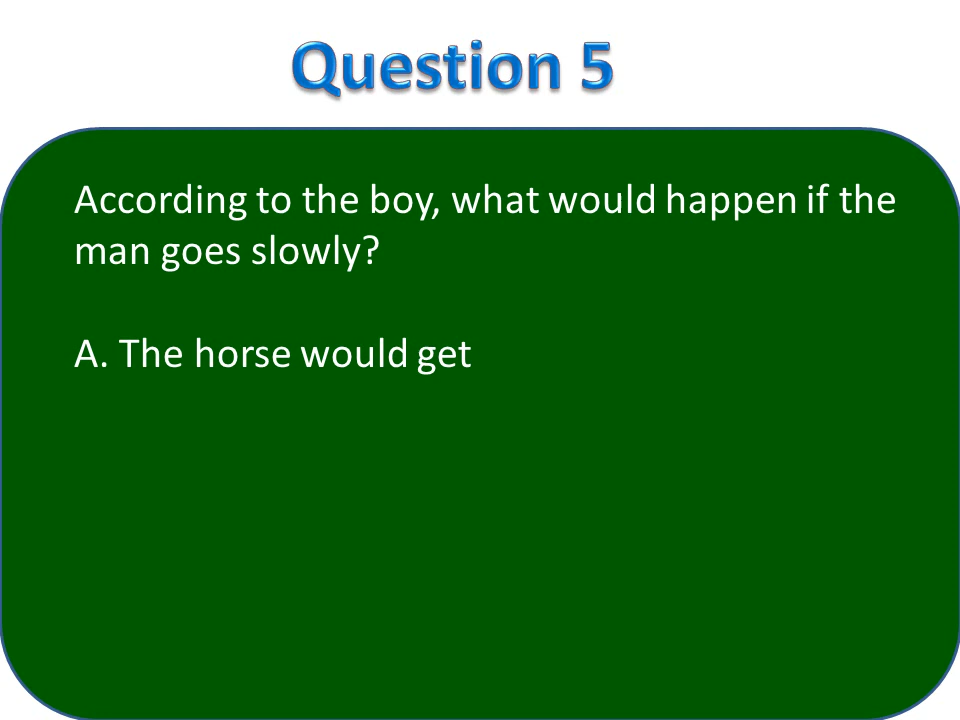 Question 5
According to the boy, what would happen if the
man goes slowly?
A. The horse would get